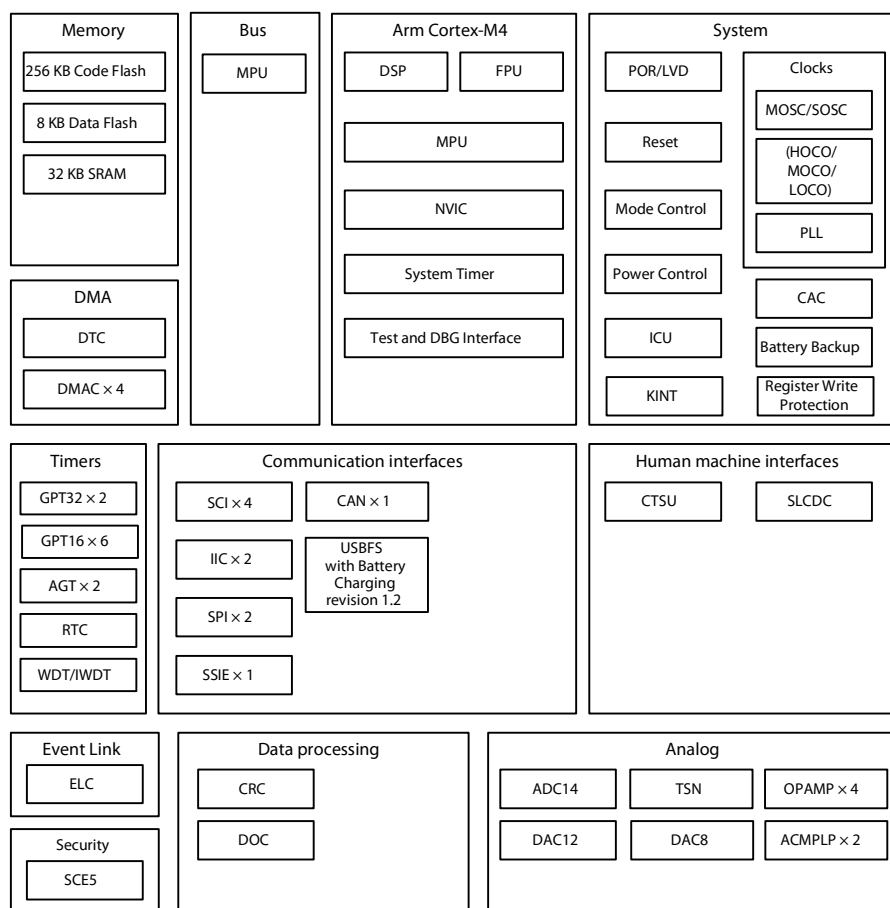 Memory
256 KB Code Flash
8 KB Data Flash
32 KB SRAM
DMA
DTC
DMAC × 4
Bus
MPU
Arm Cortex-M4
DSP
FPU
MPU
NVIC
System Timer
Test and DBG Interface
System
POR/LVD
Reset
Mode Control
Power Control
ICU
KINT
Clocks
MOSC/SOSC
(HOCO/
MOCO/
LOCO)
PLL
CAC
Battery Backup
Register Write
Protection
Timers
GPT32 × 2
GPT16 × 6
AGT × 2
RTC
WDT/IWDT
Communication interfaces
SCI × 4
IIC × 2
SPI × 2
SSIE × 1
CAN × 1
USBFS
with Battery
Charging
revision 1.2
Human machine interfaces
CTSU
SLCDC
Event Link
ELC
Security
SCE5
Data processing
CRC
DOC
Analog
ADC14
TSN
OPAMP × 4
DAC12
DAC8
ACMPLP × 2